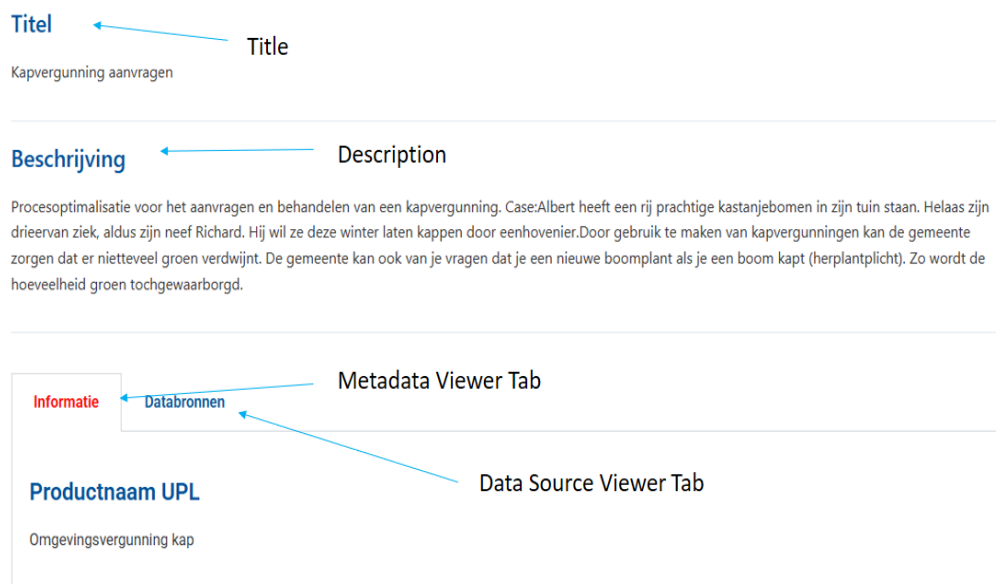 Titel
Title
Kapvergunning aanvragen
Beschrijving
Description
Procesoptimalisatie voor het aanvragen en behandelen van een kapvergunning. Case:Albert heeft een rij prachtige kastanjebomen in zijn tuin staan. Helaas zijn
drieervan ziek, aldus zijn neef Richard. Hij wil ze deze winter laten kappen door eenhovenier.Door gebruik te maken van kapvergunningen kan de gemeente
zorgen dat er nietteveel groen verdwijnt. De gemeente kan ook van je vragen dat je een nieuwe boomplant als je een boom kapt (herplantplicht). Zo wordt de
hoeveelheid groen tochgewaarborgd.
Metadata Viewer Tab
Informatie
Databronnen
Data Source Viewer Tab
Productnaam UPL
Omgevingsvergunning kap